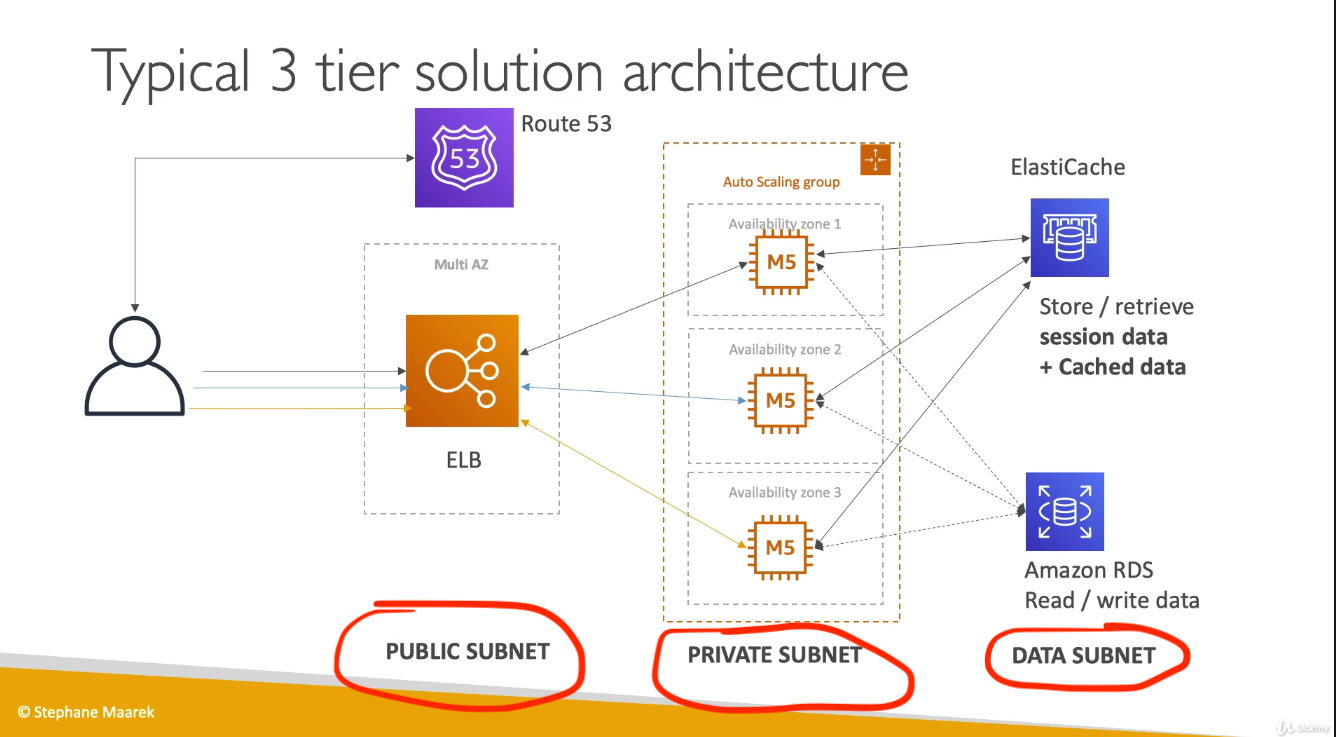 Typical 3 tier solution architecture
53
Route 53
Auto Scaling group
ElastiCache
Availability zone 1
M5
Multi AZ
Store / retrieve
session data
+ Cached data
Availability zone 2
M5
ELB
Availability zone 3
M5
Amazon RDS
Read / write data
PUBLIC SUBNET
PRIVATE SUBNET
DATA SUBNET
© Stephane Maarek
Udemy